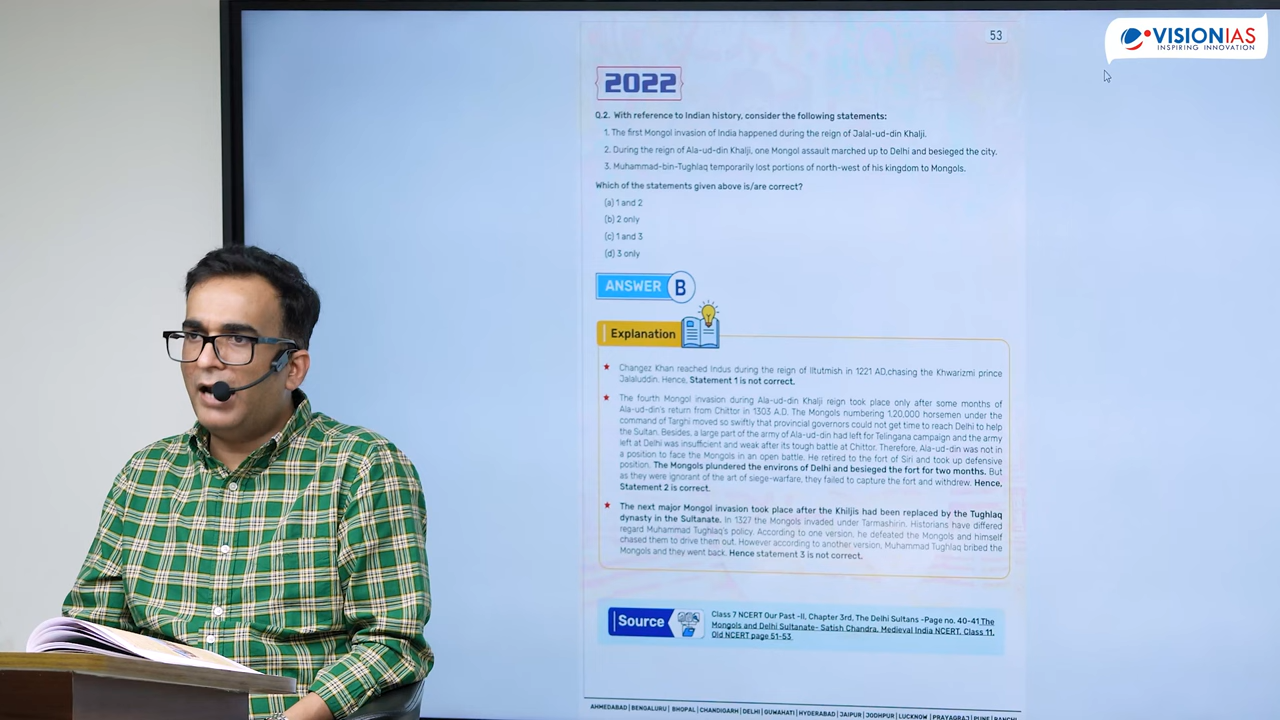 53
VISIONIAS
INSPIRING INNOVATION
2022
Q.2. With reference to Indian history, consider the following statements:
1. The first Mongol invasion of India happened during the reign of Jalal-ud-din Khalji.
2. During the reign of Ala-ud-din Khalji, one Mongol assault marched up to Delhi and besieged the city.
3. Muhammad-bin-Tughlaq temporarily lost portions of north-west of his kingdom to Mongols.
Which of the statements given above is/are correct?
(a) 1 and 2
(b) 2 only
(c) 1 and 3
(d) 3 only
ANSWER B
Explanation
Changez Khan reached Indus during the reign of Iltutmish in 1221 AD,chasing the Khwarizmi prince
Jalaluddin. Hence, Statement 1 is not correct.
The fourth Mongol invasion during Ala-ud-din Khalji reign took place only after some months of
Ala-ud-din's return from Chittor in 1303 A.D. The Mongols numbering 1,20,000 horsemen under the
command of Targhi moved so swiftly that provincial governors could not get time to reach Delhi to help
the Sultan. Besides, a large part of the army of Ala-ud-din had left for Telingana campaign and the army
left at Delhi was insufficient and weak after its tough battle at Chittor. Therefore, Ala-ud-din was not in
a position to face the Mongols in an open battle. He retired to the fort of Siri and took up defensive
position. The Mongols plundered the environs of Delhi and besieged the fort for two months. But
as they were ignorant of the art of siege-warfare, they failed to capture the fort and withdrew. Hence,
Statement 2 is correct.
The next major Mongol invasion took place after the Khiljis had been replaced by the Tughlaq
dynasty in the Sultanate. In 1327 the Mongols invaded under Tarmashirin. Historians have differed
regard Muhammad Tughlaq's policy. According to one version, he defeated the Mongols and himself
chased them to drive them out. However according to another version, Muhammad Tughlaq bribed the
Mongols and they went back. Hence statement 3 is not correct.
Source
Class 7 NCERT Our Past -II, Chapter 3rd, The Delhi Sultans -Page no. 40-41 The
Mongols and Delhi Sultanate- Satish Chandra, Medieval India NCERT, Class 11,
Old NCERT page 51-53
AHMEDABAD | BENGALURU | BHOPAL | CHANDIGARH | DELHI | GUWAHATI | HYDERABAD | JAIPUR | JODHPUR | LUCKNOW | PRAYAGRAJ | PUNE | RANCHI